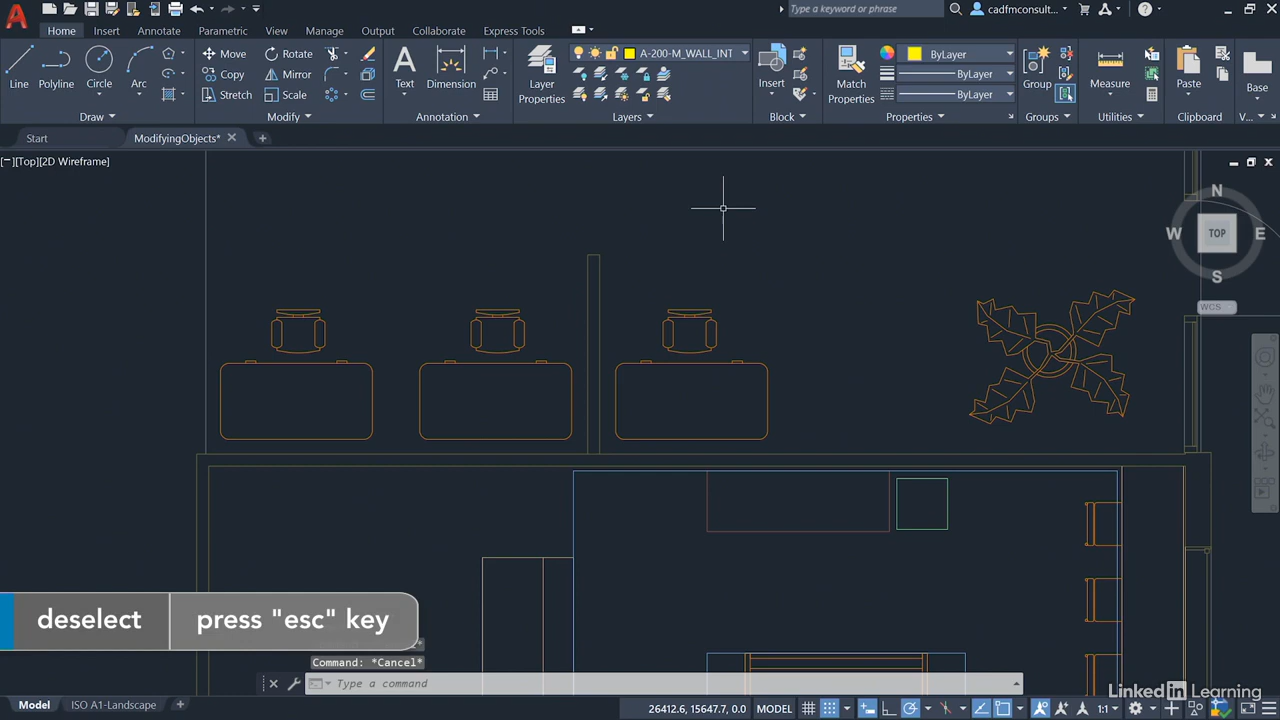 Type a keyword or phrase
cadfmconsult...
Home Insert Annotate Parametric View Manage Output Collaborate Express Tools
Line Polyline Circle Arc
Move Rotate
Copy Mirror
Stretch Scale
Text Dimension
Layer Properties
A-200-M_WALL_INT
Insert
Match Properties
ByLayer
ByLayer
ByLayer
Group
Measure
Paste
Base
Draw Modify Annotation Layers Block Properties Groups Utilities Clipboard V...
Start ModifyingObjects*
[−][Top][2D Wireframe]
N
W TOP E
S
WCS
deselect press "esc" key
Command: *Cancel*
Type a command
LinkedIn Learning
Model ISO A1-Landscape
26412.6, 15647.7, 0.0 MODEL 1:1